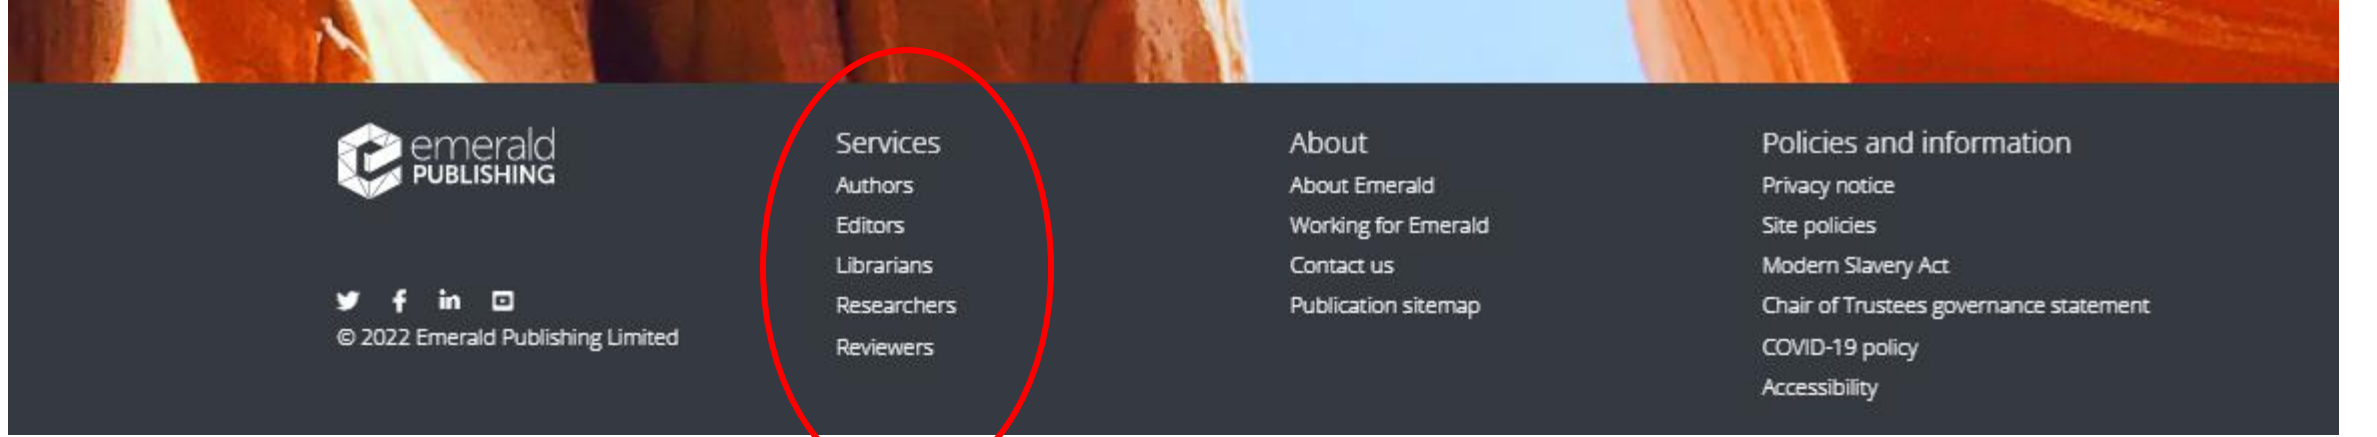 emerald
PUBLISHING
© 2022 Emerald Publishing Limited
Services
Authors
Editors
Librarians
Researchers
Reviewers
About
About Emerald
Working for Emerald
Contact us
Publication sitemap
Policies and information
Privacy notice
Site policies
Modern Slavery Act
Chair of Trustees governance statement
COVID-19 policy
Accessibility